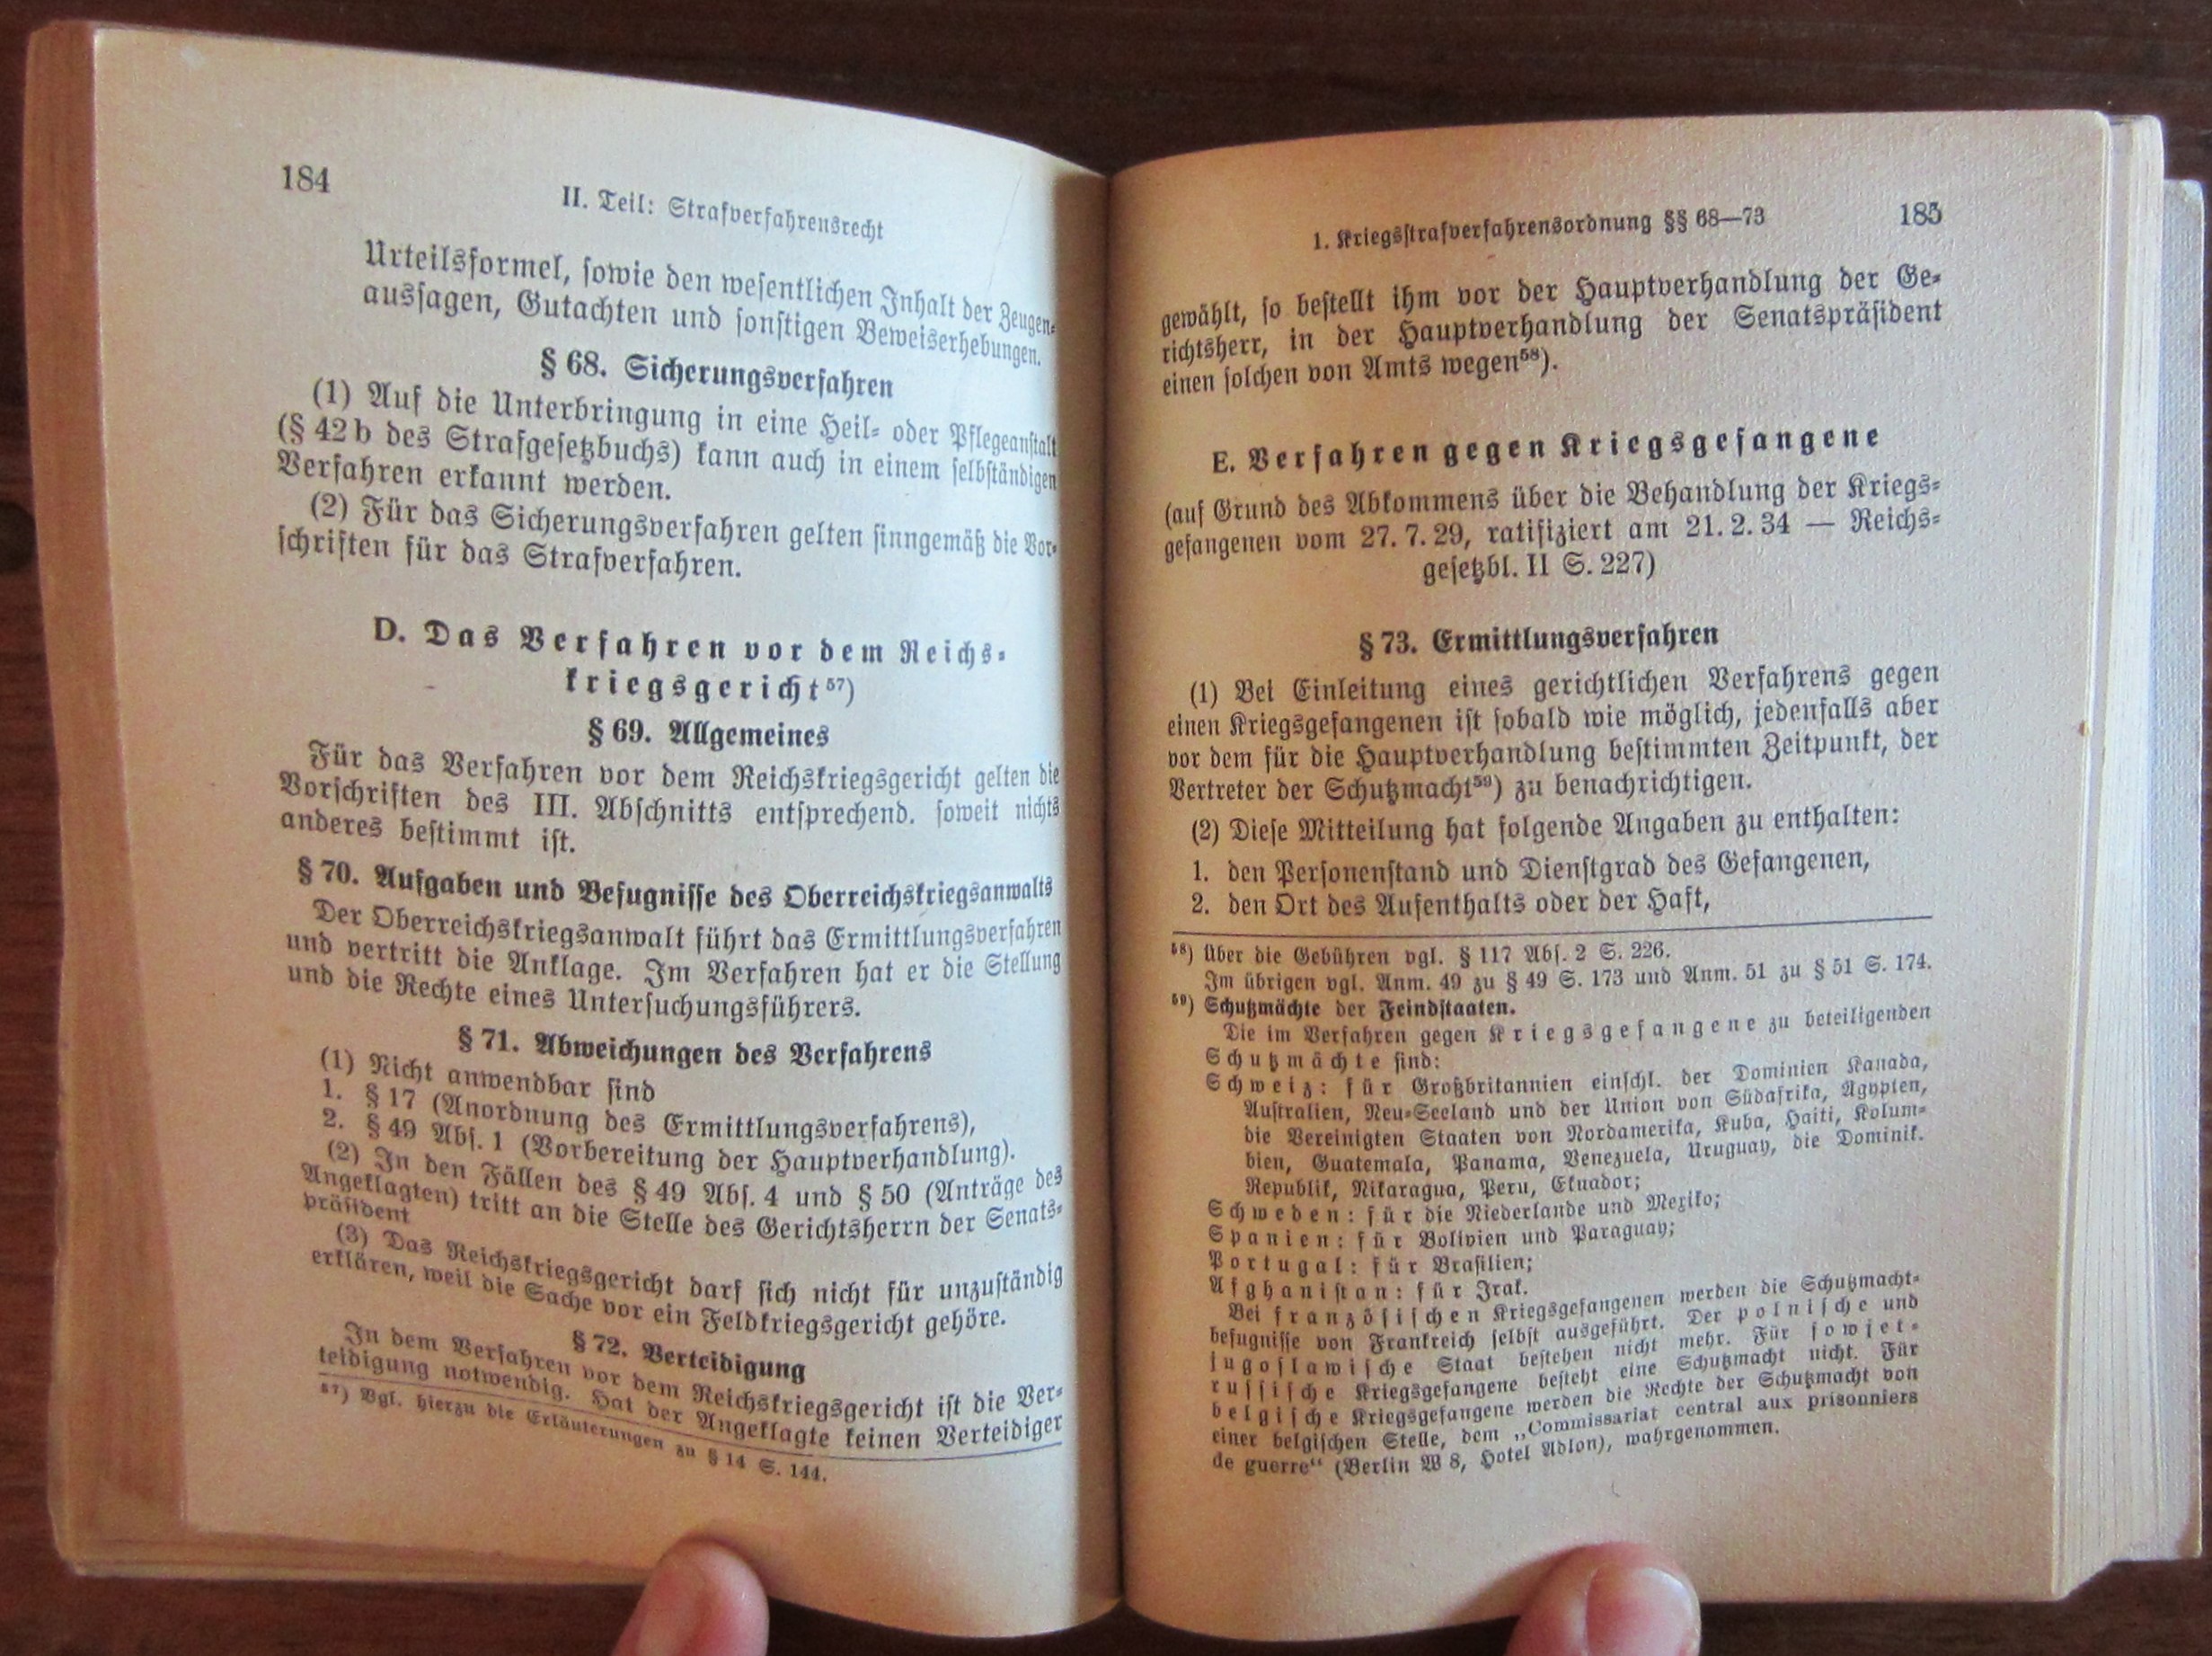 184
II. Teil: Strafverfahrensrecht
Urteilsformel, sowie den wesentlichen Inhalt der Zeugen-
aussagen, Gutachten und sonstigen Beweiserhebungen.
§ 68. Sicherungsverfahren
(1) Auf die Unterbringung in eine Heil- oder Pflegeanstalt
(§ 42 b des Strafgesetzbuchs) kann auch in einem selbständigen
Verfahren erkannt werden.
(2) Für das Sicherungsverfahren gelten sinngemäß die Vor-
schriften für das Strafverfahren.
D. Das Verfahren vor dem Reichs-
kriegsgericht⁵⁷)
§ 69. Allgemeines
Für das Verfahren vor dem Reichskriegsgericht gelten die
Vorschriften des III. Abschnitts entsprechend. soweit nichts
anderes bestimmt ist.
§ 70. Aufgaben und Befugnisse des Oberreichskriegsanwalts
Der Oberreichskriegsanwalt führt das Ermittlungsverfahren
und vertritt die Anklage. Im Verfahren hat er die Stellung
und die Rechte eines Untersuchungsführers.
§ 71. Abweichungen des Verfahrens
(1) Nicht anwendbar sind
1. § 17 (Anordnung des Ermittlungsverfahrens),
2. § 49 Abs. 1 (Vorbereitung der Hauptverhandlung).
(2) In den Fällen des § 49 Abs. 4 und § 50 (Anträge des
Angeklagten) tritt an die Stelle des Gerichtsherrn der Senats-
präsident
(3) Das Reichskriegsgericht darf sich nicht für unzuständig
erklären, weil die Sache vor ein Feldkriegsgericht gehöre.
§ 72. Verteidigung
In dem Verfahren vor dem Reichskriegsgericht ist die Ver-
teidigung notwendig. Hat der Angeklagte keinen Verteidiger
⁵⁷) Vgl. hierzu die Erläuterungen zu § 14 S. 144.
1. Kriegsstrafverfahrensordnung §§ 68—73
185
gewählt, so bestellt ihm vor der Hauptverhandlung der Ge-
richtsherr, in der Hauptverhandlung der Senatspräsident
einen solchen von Amts wegen⁵⁸).
E. Verfahren gegen Kriegsgefangene
(auf Grund des Abkommens über die Behandlung der Kriegs-
gefangenen vom 27. 7. 29, ratifiziert am 21. 2. 34 — Reichs-
gesetzbl. II S. 227)
§ 73. Ermittlungsverfahren
(1) Bei Einleitung eines gerichtlichen Verfahrens gegen
einen Kriegsgefangenen ist sobald wie möglich, jedenfalls aber
vor dem für die Hauptverhandlung bestimmten Zeitpunkt, der
Vertreter der Schutzmacht⁵⁹) zu benachrichtigen.
(2) Diese Mitteilung hat folgende Angaben zu enthalten:
1. den Personenstand und Dienstgrad des Gefangenen,
2. den Ort des Aufenthalts oder der Haft,
⁵⁸) Über die Gebühren vgl. § 117 Abs. 2 S. 226.
Im übrigen vgl. Anm. 49 zu § 49 S. 173 und Anm. 51 zu § 51 S. 174.
⁵⁹) Schutzmächte der Feindstaaten.
Die im Verfahren gegen Kriegsgefangene zu beteiligenden
Schutzmächte sind:
Schweiz: für Großbritannien einschl. der Dominien Kanada,
Australien, Neu-Seeland und der Union von Südafrika, Ägypten,
die Vereinigten Staaten von Nordamerika, Kuba, Haiti, Kolum-
bien, Guatemala, Panama, Venezuela, Uruguay, die Dominik.
Republik, Nikaragua, Peru, Ekuador;
Schweden: für die Niederlande und Mexiko;
Spanien: für Bolivien und Paraguay;
Portugal: für Brasilien;
Afghanistan: für Irak.
Bei französischen Kriegsgefangenen werden die Schutzmacht-
befugnisse von Frankreich selbst ausgeführt. Der polnische und
jugoslawische Staat bestehen nicht mehr. Für sowjet-
russische Kriegsgefangene besteht eine Schutzmacht nicht. Für
belgische Kriegsgefangene werden die Rechte der Schutzmacht von
einer belgischen Stelle, dem „Commissariat central aux prisonniers
de guerre“ (Berlin W 8, Hotel Adlon), wahrgenommen.